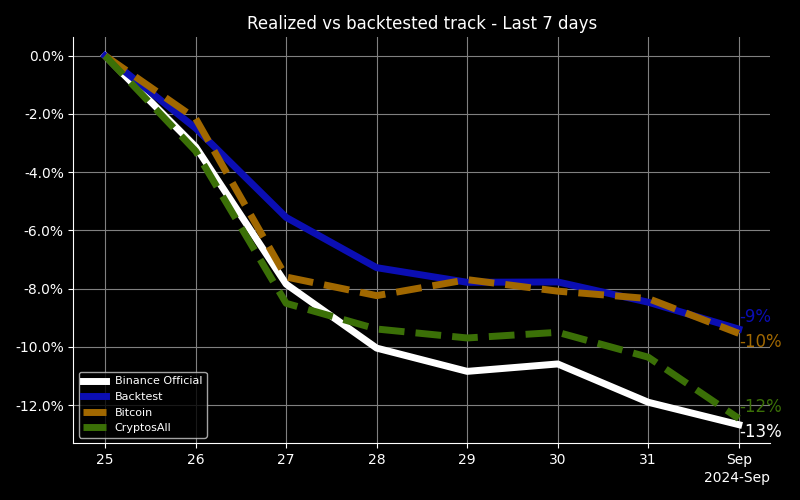 Realized vs backtested track - Last 7 days
0.0%
-2.0%
-4.0%
-6.0%
-8.0%
-10.0%
-12.0%
-9%
-10%
-12%
-13%
Binance Official
Backtest
Bitcoin
CryptosAll
25 26 27 28 29 30 31 Sep
2024-Sep